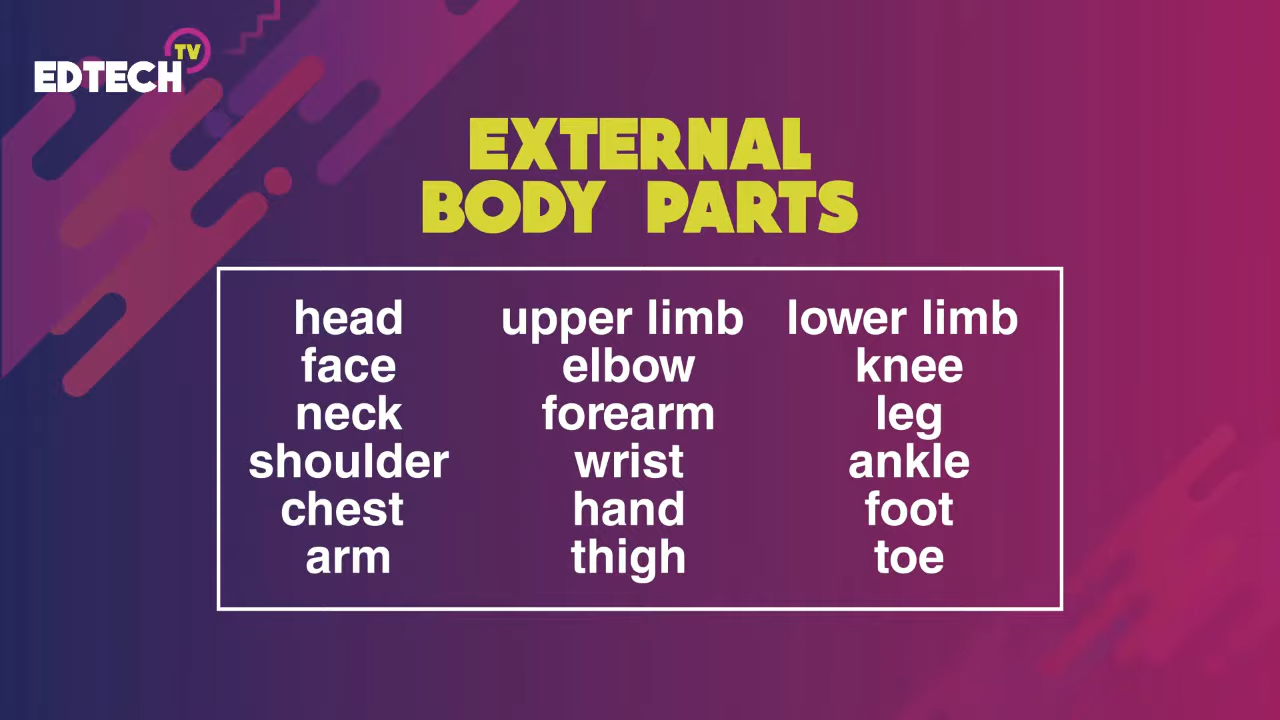 EDTECH TV
EXTERNAL
BODY PARTS
head upper limb lower limb
face elbow knee
neck forearm leg
shoulder wrist ankle
chest hand foot
arm thigh toe